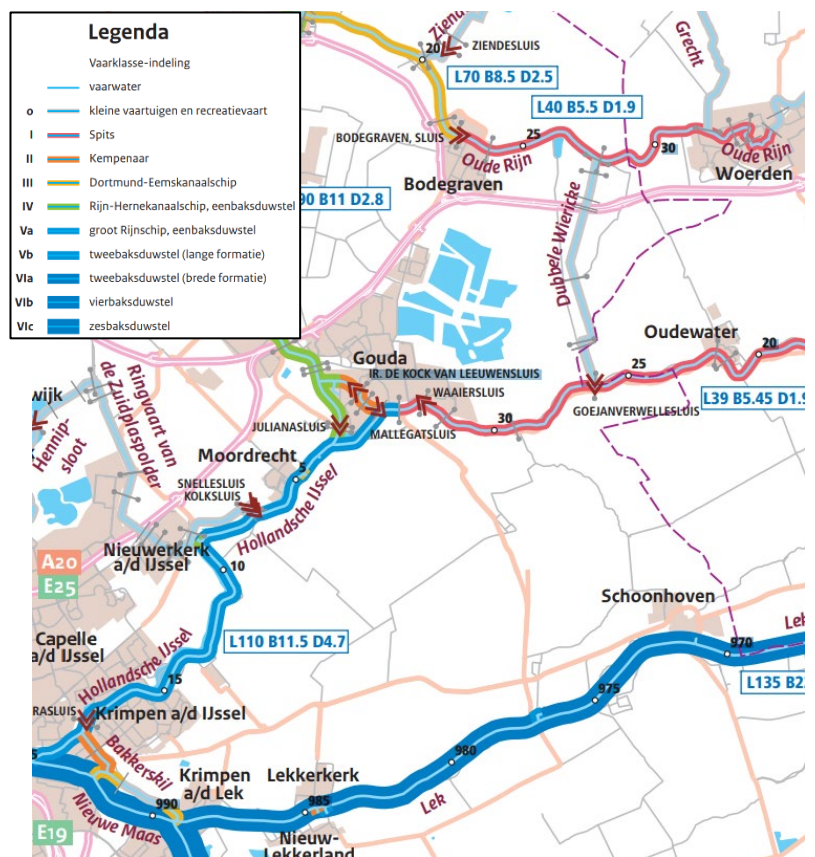 Legenda
Vaarklasse-indeling
vaarwater
o kleine vaartuigen en recreatievaart
I Spits
II Kempenaar
III Dortmund-Eemskanaalschip
IV Rijn-Hernekanaalschip, eenbaksduwstel
Va groot Rijnschip, eenbaksduwstel
Vb tweebaksduwstel (lange formatie)
VIa tweebaksduwstel (brede formatie)
VIb vierbaksduwstel
VIc zesbaksduwstel
20
ZIENDESLUIS
Grecht
L70 B8.5 D2.5
L40 B5.5 D1.9
BODEGRAVEN, SLUIS
25
30
Oude Rijn
Oude Rijn
Bodegraven
Woerden
90 B11 D2.8
Dubbele Wiericke
Oudewater
20
Gouda
IR. DE KOCK VAN LEEUWENSLUIS
25
WAAIERSLUIS
L39 B5.45 D1.9
GOEJANVERWELLESLUIS
30
JULIANASLUIS
MALLEGATSLUIS
wijk
Ringvaart van
de Zuidplaspolder
Hennip-
sloot
Moordrecht
5
SNELLESLUIS
KOLKSLUIS
Hollandsche IJssel
Nieuwerkerk
a/d IJssel
10
A20
E25
Schoonhoven
Capelle
a/d IJssel
L110 B11.5 D4.7
970
Lek
Hollandsche IJssel
15
975
L135 B2
RASLUIS
Krimpen a/d IJssel
5
Bakkerskil
980
Krimpen
a/d Lek
Lekkerkerk
985
Lek
990
Nieuwe Maas
E19
Nieuw-
Lekkerland